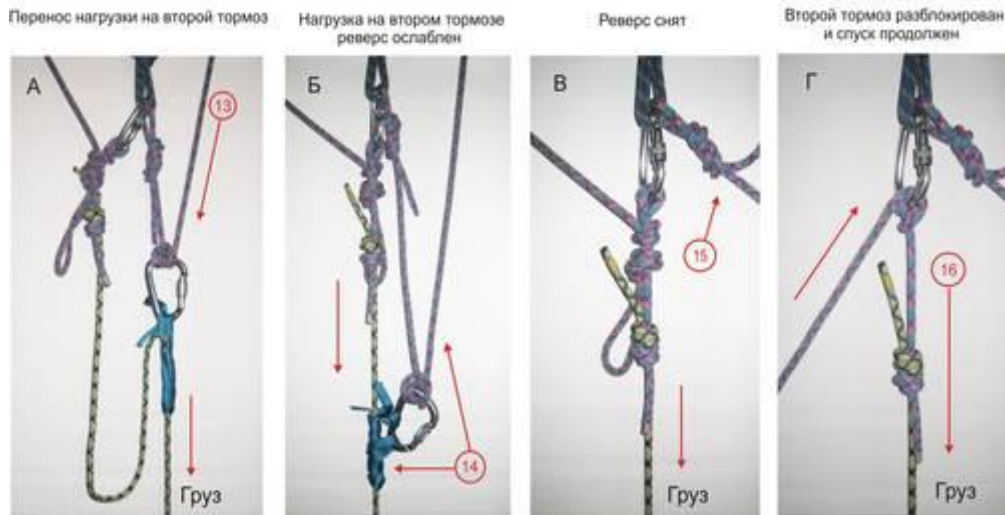 Перенос нагрузки на второй тормоз
Нагрузка на втором тормозе
реверс ослаблен
Реверс снят
Второй тормоз разблокирован
и спуск продолжен
А
Б
В
Г
13
14
15
16
Груз
Груз
Груз